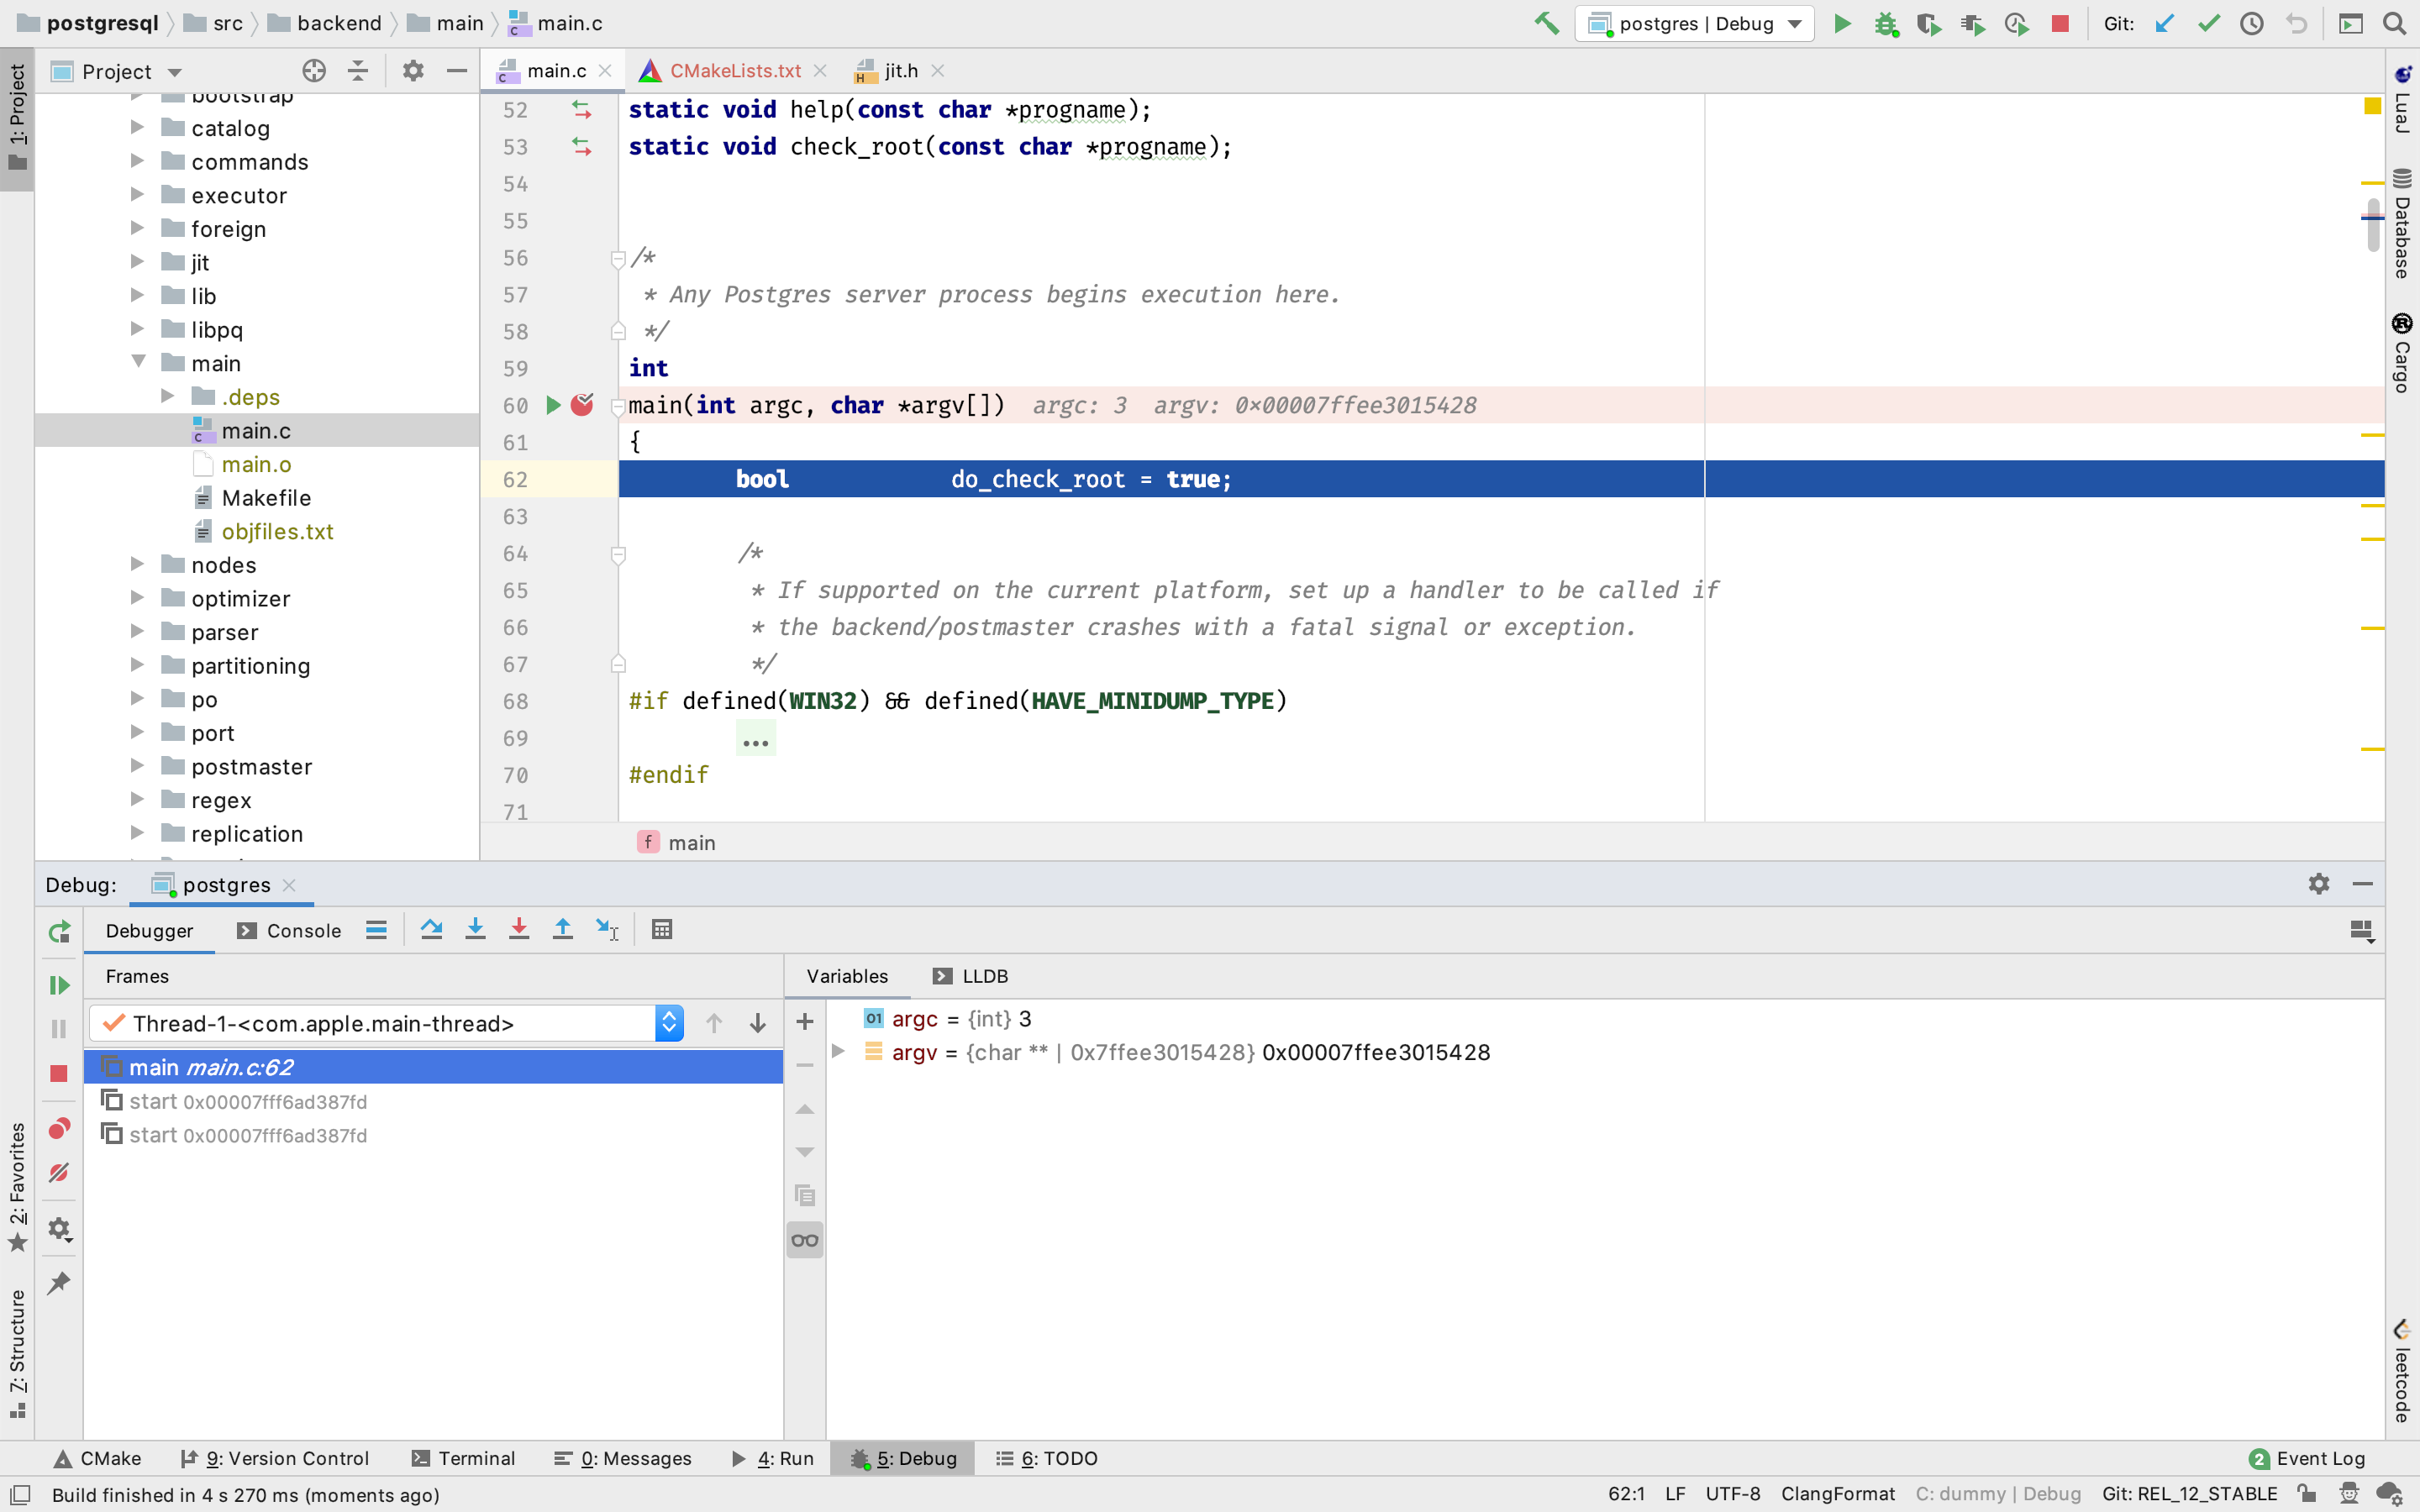 postgresql src backend main main.c postgres | Debug Git:
1: Project
Project
bootstrap
catalog
commands
executor
foreign
jit
lib
libpq
main
.deps
main.c
main.o
Makefile
objfiles.txt
nodes
optimizer
parser
partitioning
po
port
postmaster
regex
replication
main.c CMakeLists.txt jit.h
52 static void help(const char *progname);
53 static void check_root(const char *progname);
54
55
56 /*
57 * Any Postgres server process begins execution here.
58 */
59 int
60 main(int argc, char *argv[]) argc: 3 argv: 0x00007ffee3015428
61 {
62 bool do_check_root = true;
63
64 /*
65 * If supported on the current platform, set up a handler to be called if
66 * the backend/postmaster crashes with a fatal signal or exception.
67 */
68 #if defined(WIN32) && defined(HAVE_MINIDUMP_TYPE)
69 ...
70 #endif
71
f main
LuaJ
Database
Cargo
leetcode
Debug: postgres
Debugger Console
Frames
Thread-1-<com.apple.main-thread>
main main.c:62
start 0x00007fff6ad387fd
start 0x00007fff6ad387fd
Variables LLDB
01 argc = {int} 3
argv = {char ** | 0x7ffee3015428} 0x00007ffee3015428
2: Favorites
7: Structure
CMake 9: Version Control Terminal 0: Messages 4: Run 5: Debug 6: TODO 2 Event Log
Build finished in 4 s 270 ms (moments ago) 62:1 LF UTF-8 ClangFormat C: dummy | Debug Git: REL_12_STABLE